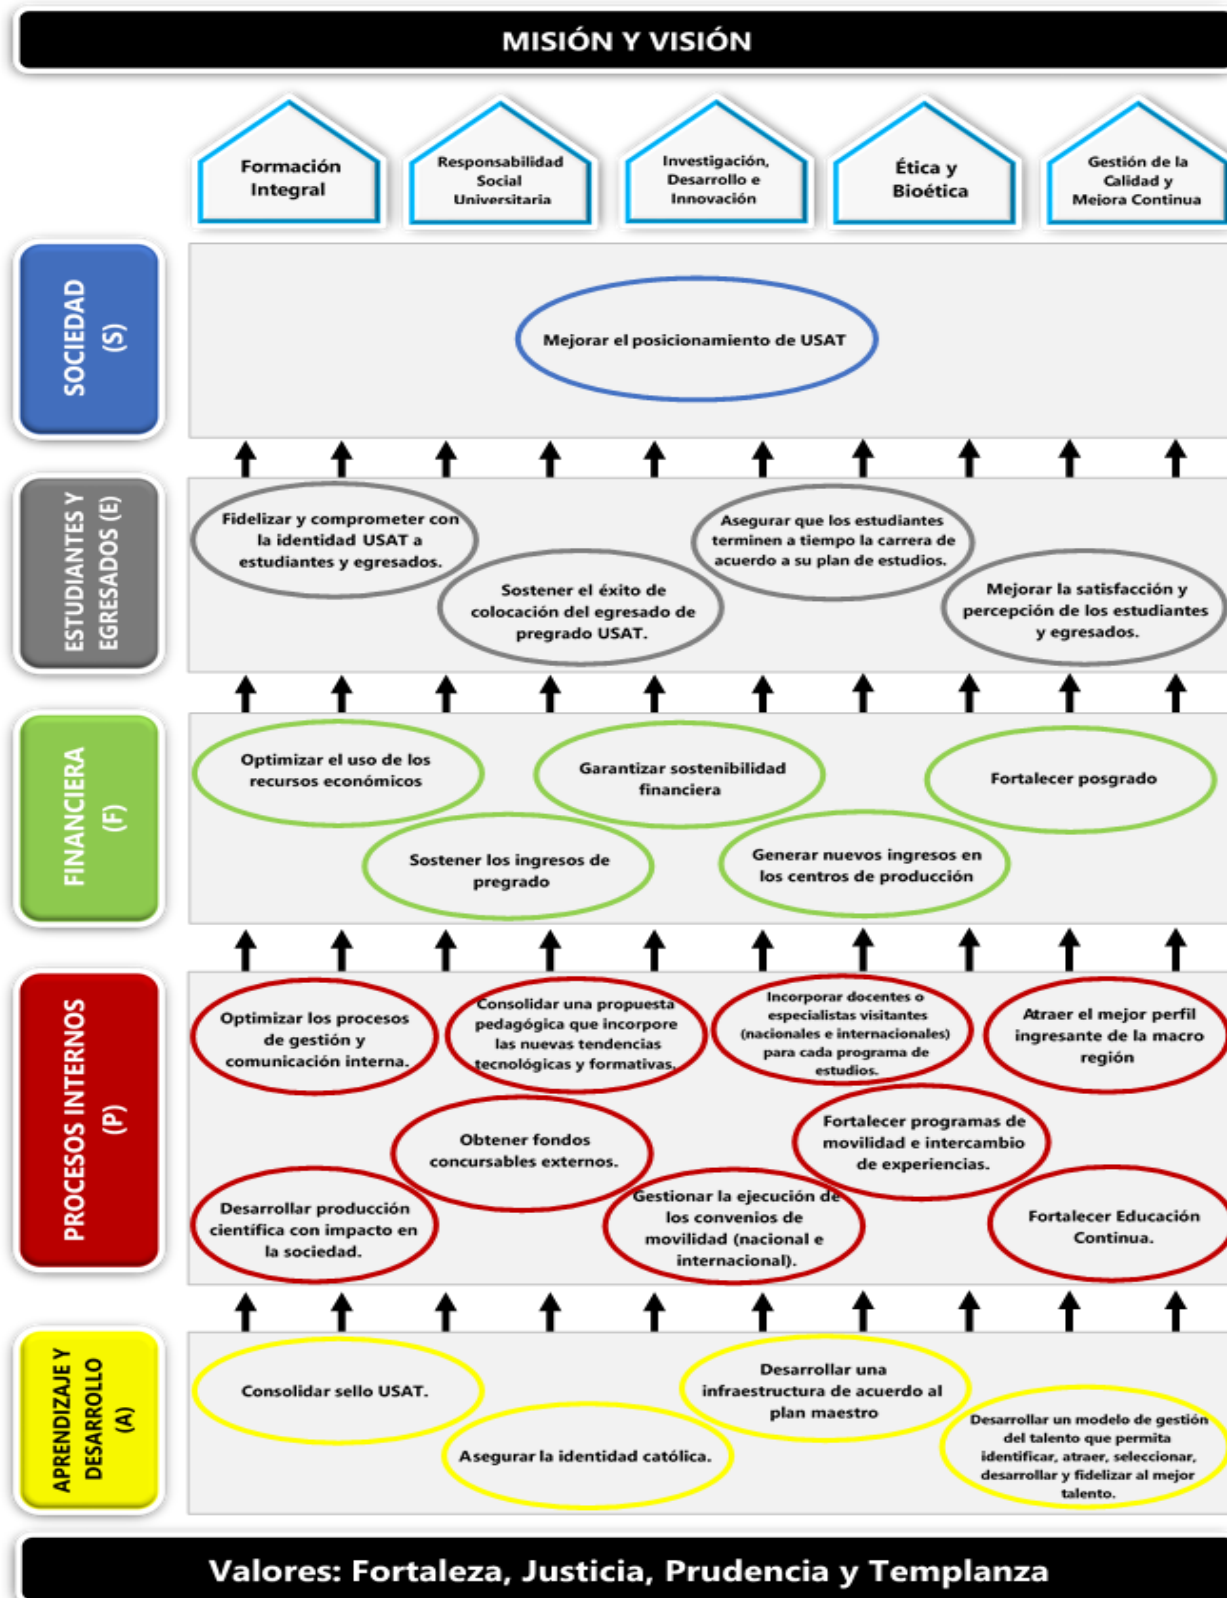 MISIÓN Y VISIÓN
Formación
Integral
Responsabilidad
Social
Universitaria
Investigación,
Desarrollo e
Innovación
Ética y
Bioética
Gestión de la
Calidad y
Mejora Continua
SOCIEDAD
(S)
Mejorar el posicionamiento de USAT
ESTUDIANTES Y
EGRESADOS (E)
Fidelizar y comprometer con
la identidad USAT a
estudiantes y egresados.
Sostener el éxito de
colocación del egresado de
pregrado USAT.
Asegurar que los estudiantes
terminen a tiempo la carrera de
acuerdo a su plan de estudios.
Mejorar la satisfacción y
percepción de los estudiantes
y egresados.
FINANCIERA
(F)
Optimizar el uso de los
recursos económicos
Sostener los ingresos de
pregrado
Garantizar sostenibilidad
financiera
Generar nuevos ingresos en
los centros de producción
Fortalecer posgrado
PROCESOS INTERNOS
(P)
Optimizar los procesos
de gestión y
comunicación interna.
Consolidar una propuesta
pedagógica que incorpore
las nuevas tendencias
tecnológicas y formativas.
Incorporar docentes o
especialistas visitantes
(nacionales e internacionales)
para cada programa de
estudios.
Atraer el mejor perfil
ingresante de la macro
región
Obtener fondos
concursables externos.
Fortalecer programas de
movilidad e intercambio
de experiencias.
Desarrollar producción
científica con impacto en
la sociedad.
Gestionar la ejecución de
los convenios de
movilidad (nacional e
internacional).
Fortalecer Educación
Continua.
APRENDIZAJE Y
DESARROLLO
(A)
Consolidar sello USAT.
Asegurar la identidad católica.
Desarrollar una
infraestructura de acuerdo al
plan maestro
Desarrollar un modelo de gestión
del talento que permita
identificar, atraer, seleccionar,
desarrollar y fidelizar al mejor
talento.
Valores: Fortaleza, Justicia, Prudencia y Templanza